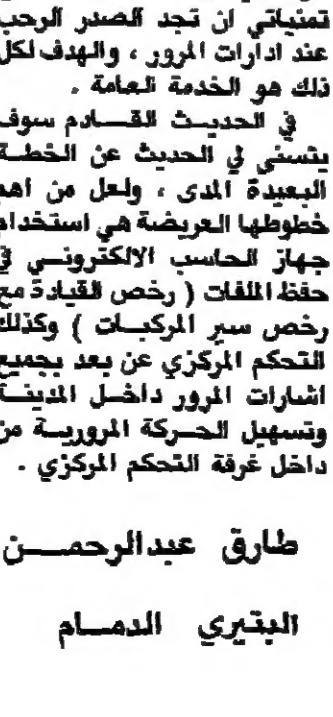 تمنياتي ان تجد الصدر الرحب
عند ادارات المرور ، والهدف لكل
ذلك هو الخدمة العامة .
في الحديث القادم سوف
يتسنى لي الحديث عن الخطة
البعيدة المدى ، ولعل من اهم
خطوطها العريضة هي استخدام
جهاز الحاسب الالكتروني في
حفظ الملفات ( رخص القيادة مع
رخص سير المركبات ) وكذلك
التحكم المركزي عن بعد بجميع
اشارات المرور داخل المدينة
وتسهيل الحركة المرورية من
داخل غرفة التحكم المركزي .
طارق عبدالرحمن
البتيري الدمام